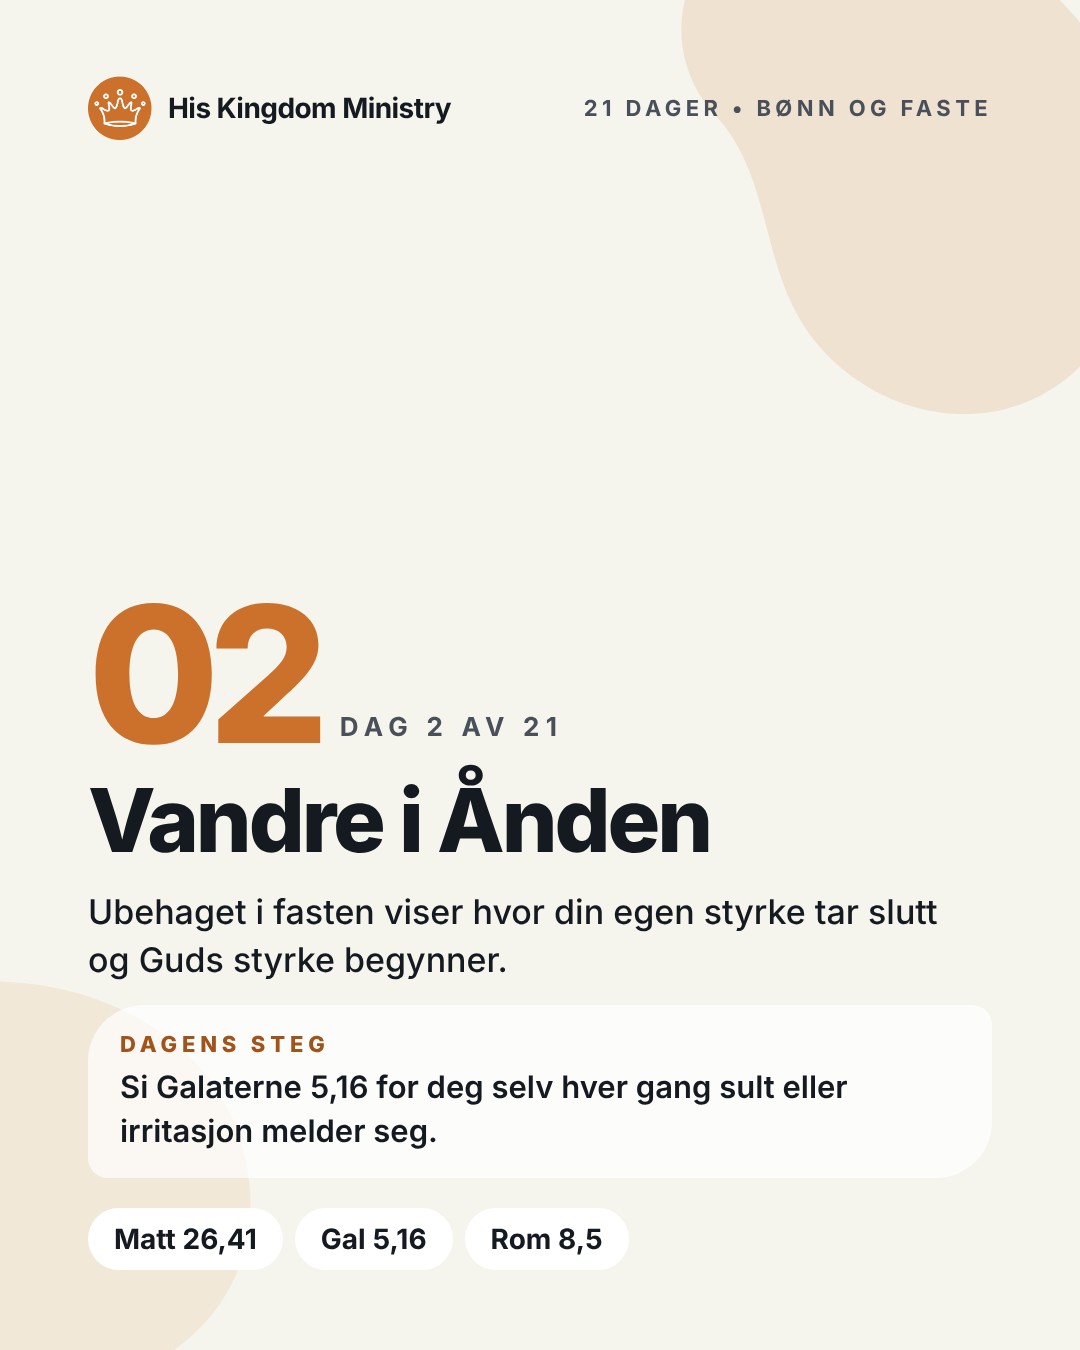 His Kingdom Ministry
21 DAGER • BØNN OG FASTE
02
DAG 2 AV 21
Vandre i Ånden
Ubehaget i fasten viser hvor din egen styrke tar slutt
og Guds styrke begynner.
DAGENS STEG
Si Galaterne 5,16 for deg selv hver gang sult eller
irritasjon melder seg.
Matt 26,41
Gal 5,16
Rom 8,5